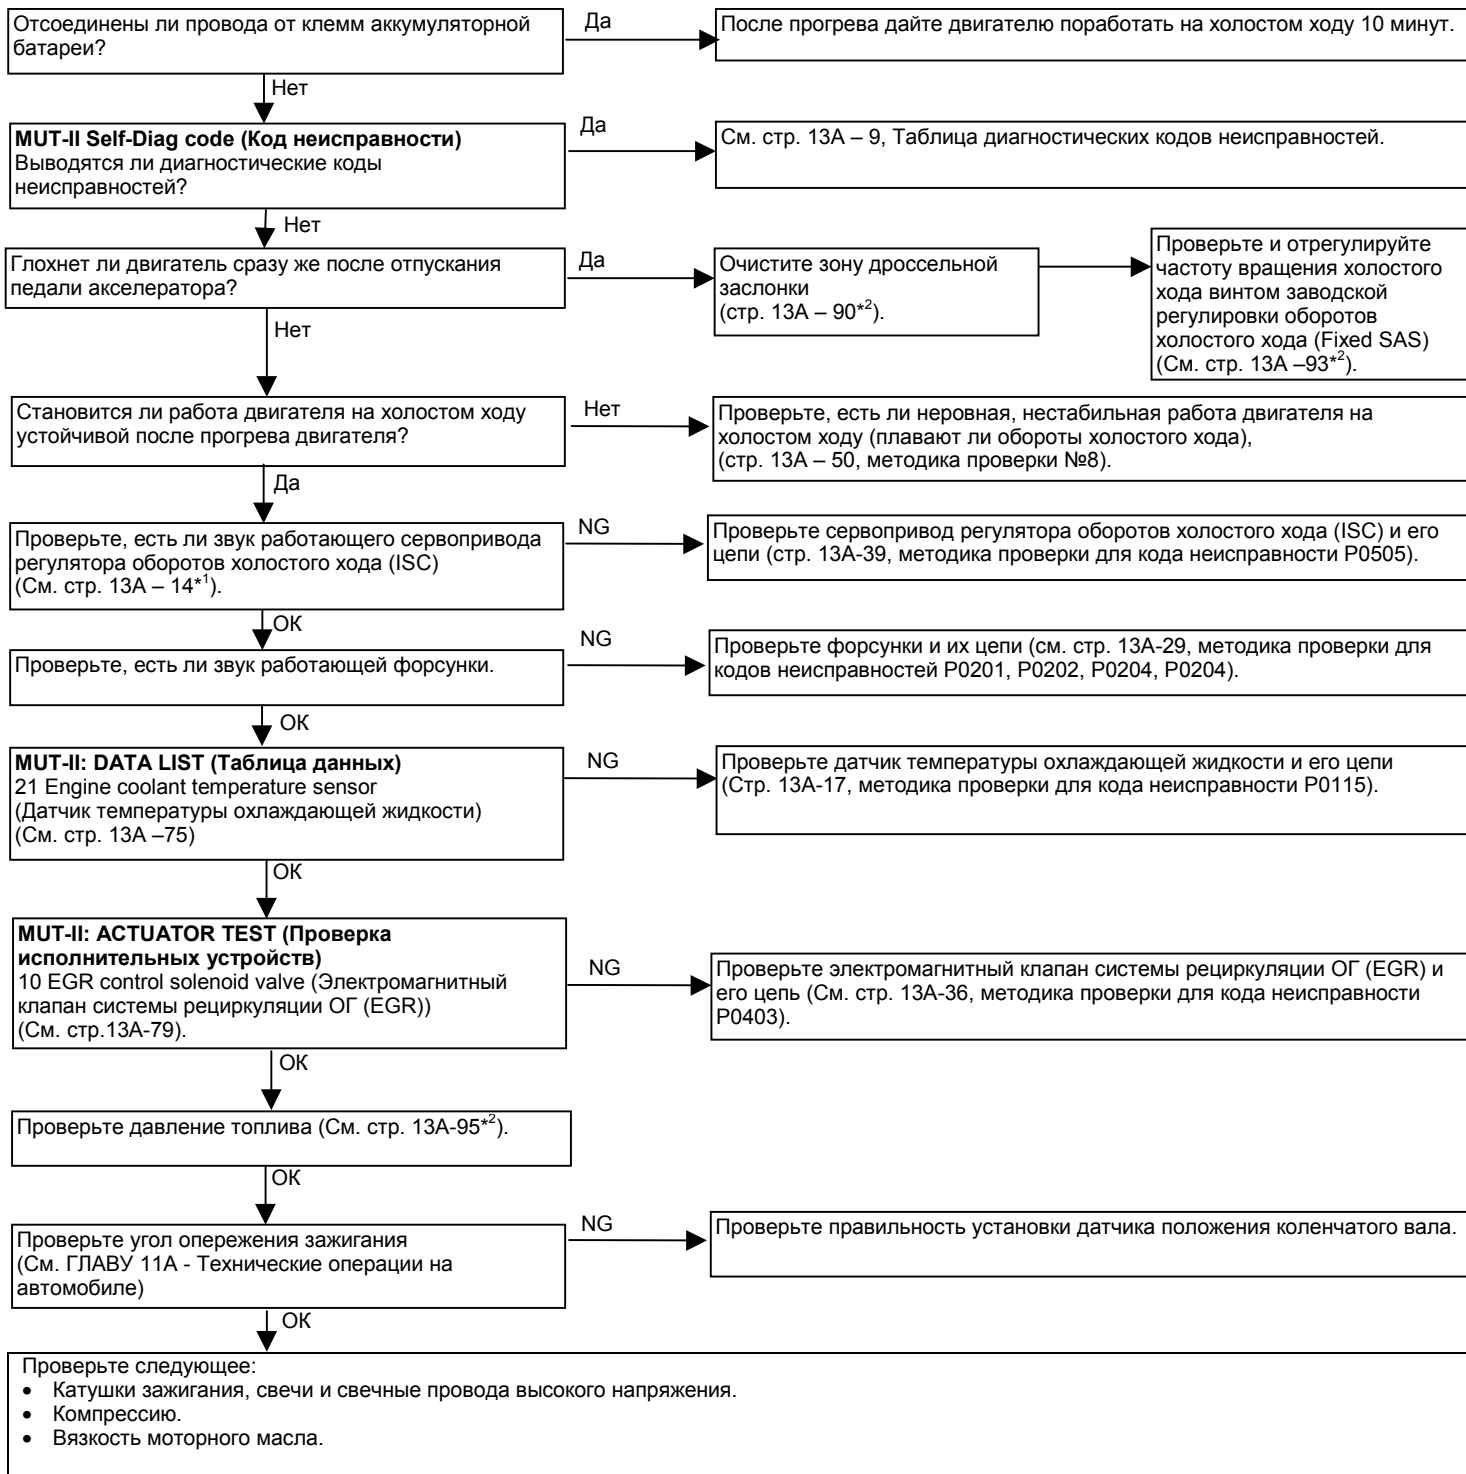 Отсоединены ли провода от клемм аккумуляторной
батареи?
Да
После прогрева дайте двигателю поработать на холостом ходу 10 минут.
Нет
MUT-II Self-Diag code (Код неисправности)
Выводятся ли диагностические коды
неисправностей?
Да
См. стр. 13А – 9, Таблица диагностических кодов неисправностей.
Нет
Глохнет ли двигатель сразу же после отпускания
педали акселератора?
Да
Очистите зону дроссельной
заслонки
(стр. 13А – 90*²).
Проверьте и отрегулируйте
частоту вращения холостого
хода винтом заводской
регулировки оборотов
холостого хода (Fixed SAS)
(См. стр. 13А –93*²).
Нет
Становится ли работа двигателя на холостом ходу
устойчивой после прогрева двигателя?
Нет
Проверьте, есть ли неровная, нестабильная работа двигателя на
холостом ходу (плавают ли обороты холостого хода),
(стр. 13А – 50, методика проверки №8).
Да
Проверьте, есть ли звук работающего сервопривода
регулятора оборотов холостого хода (ISC)
(См. стр. 13А – 14*¹).
NG
Проверьте сервопривод регулятора оборотов холостого хода (ISC) и его
цепи (стр. 13А-39, методика проверки для кода неисправности Р0505).
ОК
Проверьте, есть ли звук работающей форсунки.
NG
Проверьте форсунки и их цепи (см. стр. 13А-29, методика проверки для
кодов неисправностей Р0201, Р0202, Р0204, Р0204).
ОК
MUT-II: DATA LIST (Таблица данных)
21 Engine coolant temperature sensor
(Датчик температуры охлаждающей жидкости)
(См. стр. 13А –75)
NG
Проверьте датчик температуры охлаждающей жидкости и его цепи
(Стр. 13А-17, методика проверки для кода неисправности Р0115).
ОК
MUT-II: ACTUATOR TEST (Проверка
исполнительных устройств)
10 EGR control solenoid valve (Электромагнитный
клапан системы рециркуляции ОГ (EGR))
(См. стр.13А-79).
NG
Проверьте электромагнитный клапан системы рециркуляции ОГ (EGR) и
его цепь (См. стр. 13А-36, методика проверки для кода неисправности
Р0403).
ОК
Проверьте давление топлива (См. стр. 13А-95*²).
ОК
Проверьте угол опережения зажигания
(См. ГЛАВУ 11А - Технические операции на
автомобиле)
NG
Проверьте правильность установки датчика положения коленчатого вала.
ОК
Проверьте следующее:
• Катушки зажигания, свечи и свечные провода высокого напряжения.
• Компрессию.
• Вязкость моторного масла.